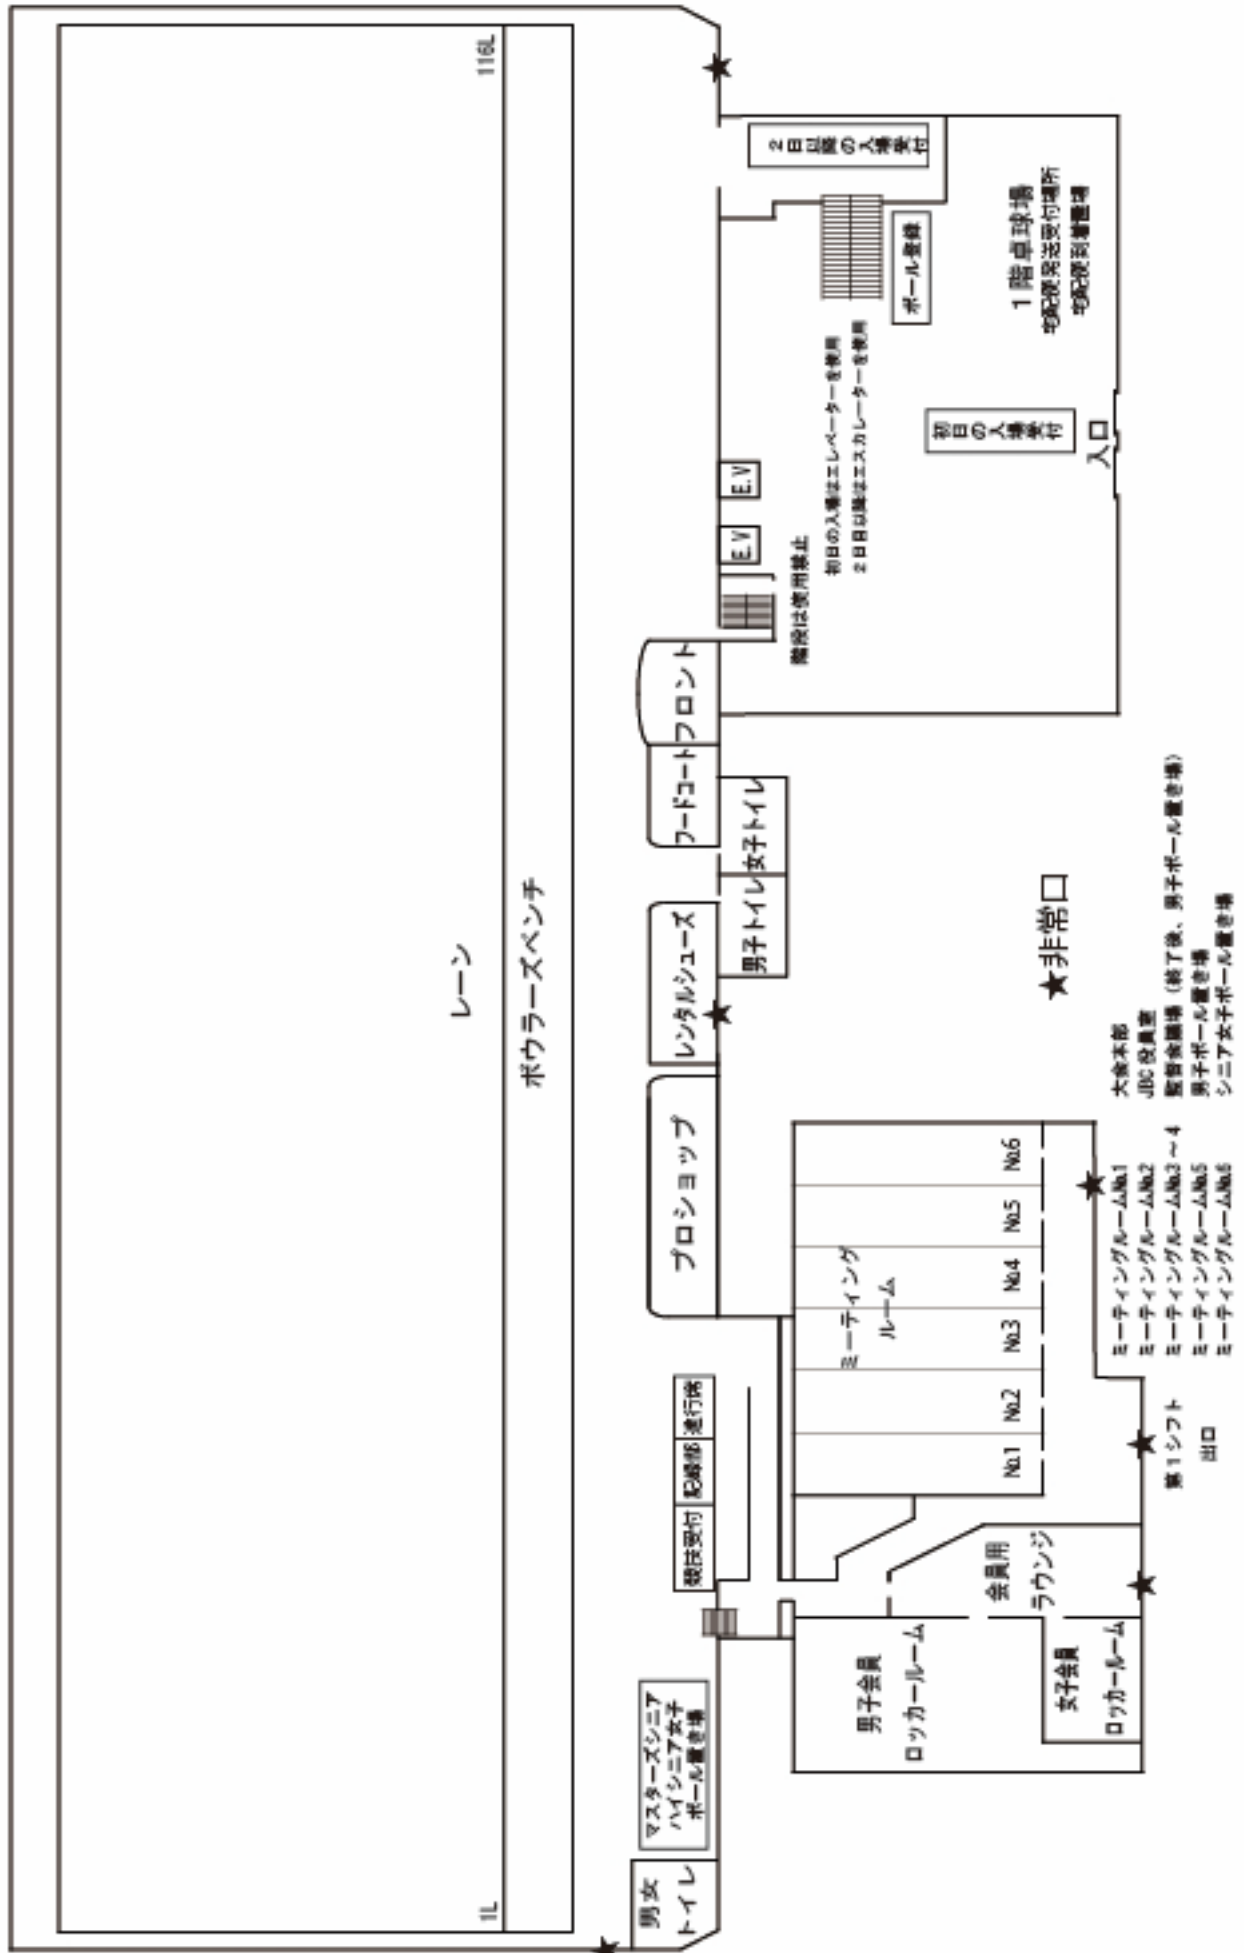 レーン
1L
116L
ボウラーズベンチ
男女
トイレ
マスターズシニア
ハイシニア女子
ボール置き場
競技受付
記録部
進行席
プロショップ
レンタルシューズ
フードコート
フロント
男子トイレ
女子トイレ
E.V
E.V
階段は使用禁止
初日の入場はエレベーターを使用
2日目以降はエスカレーターを使用
2日以降の入場受付
ボール登録
1階卓球場
宅配便発送受付場所
宅配便到着置場
初日の入場受付
入口
男子会員
ロッカールーム
女子会員
ロッカールーム
会員用
ラウンジ
ミーティング
ルーム
No.1
No.2
No.3
No.4
No.5
No.6
★非常口
第1シフト
出口
ミーティングルームNo.1 大会本部
ミーティングルームNo.2 JBC役員室
ミーティングルームNo.3～4 監督会議場（終了後、男子ボール置き場）
ミーティングルームNo.5 男子ボール置き場
ミーティングルームNo.6 シニア女子ボール置き場